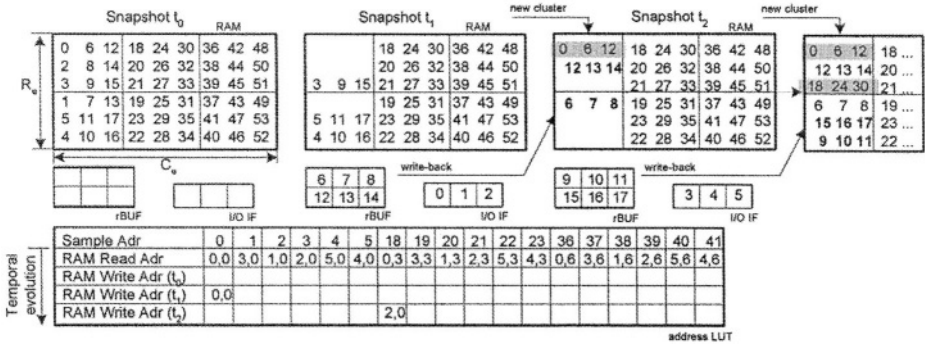 Snapshot t0 RAM
0 6 12 18 24 30 36 42 48
2 8 14 20 26 32 38 44 50
3 9 15 21 27 33 39 45 51
1 7 13 19 25 31 37 43 49
5 11 17 23 29 35 41 47 53
4 10 16 22 28 34 40 46 52
Re
Ce
rBUF
I/O IF
Snapshot t1 RAM
18 24 30 36 42 48
20 26 32 38 44 50
3 9 15 21 27 33 39 45 51
19 25 31 37 43 49
5 11 17 23 29 35 41 47 53
4 10 16 22 28 34 40 46 52
6 7 8
12 13 14
rBUF
write-back
0 1 2
I/O IF
new cluster
Snapshot t2 RAM
0 6 12 18 24 30 36 42 48
12 13 14 20 26 32 38 44 50
21 27 33 39 45 51
6 7 8 19 25 31 37 43 49
23 29 35 41 47 53
22 28 34 40 46 52
9 10 11
15 16 17
rBUF
write-back
3 4 5
I/O IF
new cluster
0 6 12 18 ...
12 13 14 20 ...
18 24 30 21 ...
6 7 8 19 ...
15 16 17 23 ...
9 10 11 22 ...
Temporal evolution
Sample Adr 0 1 2 3 4 5 18 19 20 21 22 23 36 37 38 39 40 41
RAM Read Adr 0,0 3,0 1,0 2,0 5,0 4,0 0,3 3,3 1,3 2,3 5,3 4,3 0,6 3,6 1,6 2,6 5,6 4,6
RAM Write Adr (t0)
RAM Write Adr (t1) 0,0
RAM Write Adr (t2) 2,0
address LUT